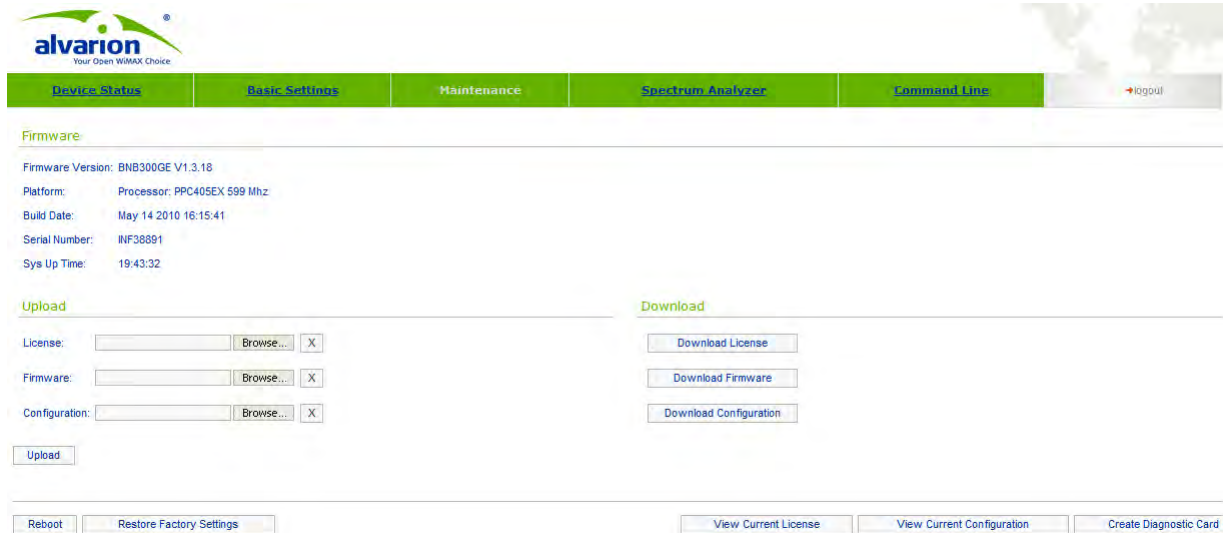 alvarion®
Your Open WiMAX Choice
Device Status Basic Settings Maintenance Spectrum Analyzer Command Line logout
Firmware
Firmware Version: BNB300GE V1.3.18
Platform: Processor: PPC405EX 599 Mhz
Build Date: May 14 2010 16:15:41
Serial Number: INF38891
Sys Up Time: 19:43:32
Upload Download
License: Browse... X Download License
Firmware: Browse... X Download Firmware
Configuration: Browse... X Download Configuration
Upload
Reboot Restore Factory Settings View Current License View Current Configuration Create Diagnostic Card